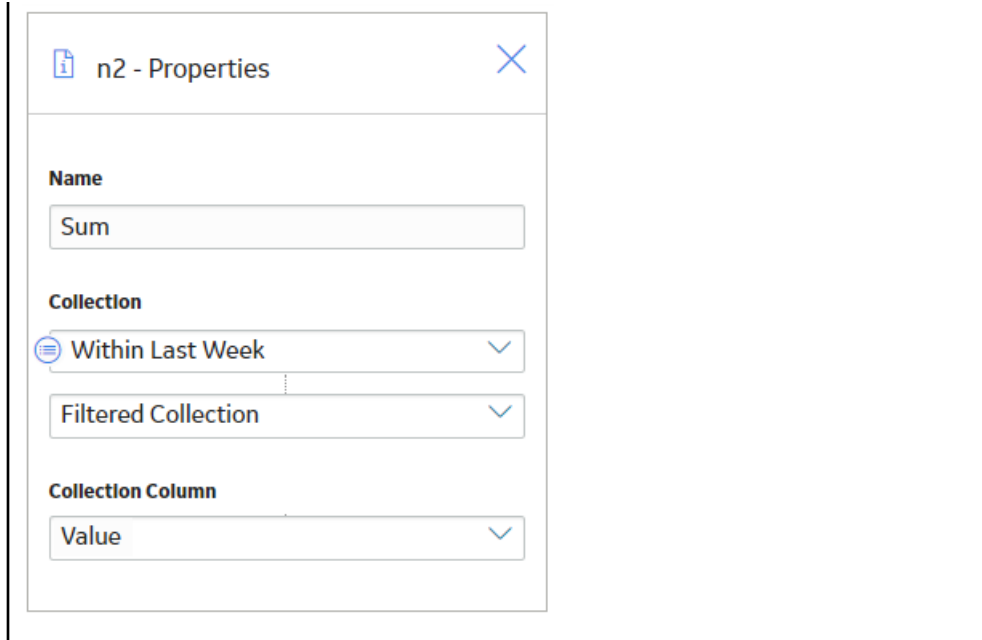 n2 - Properties
Name
Sum
Collection
Within Last Week
Filtered Collection
Collection Column
Value